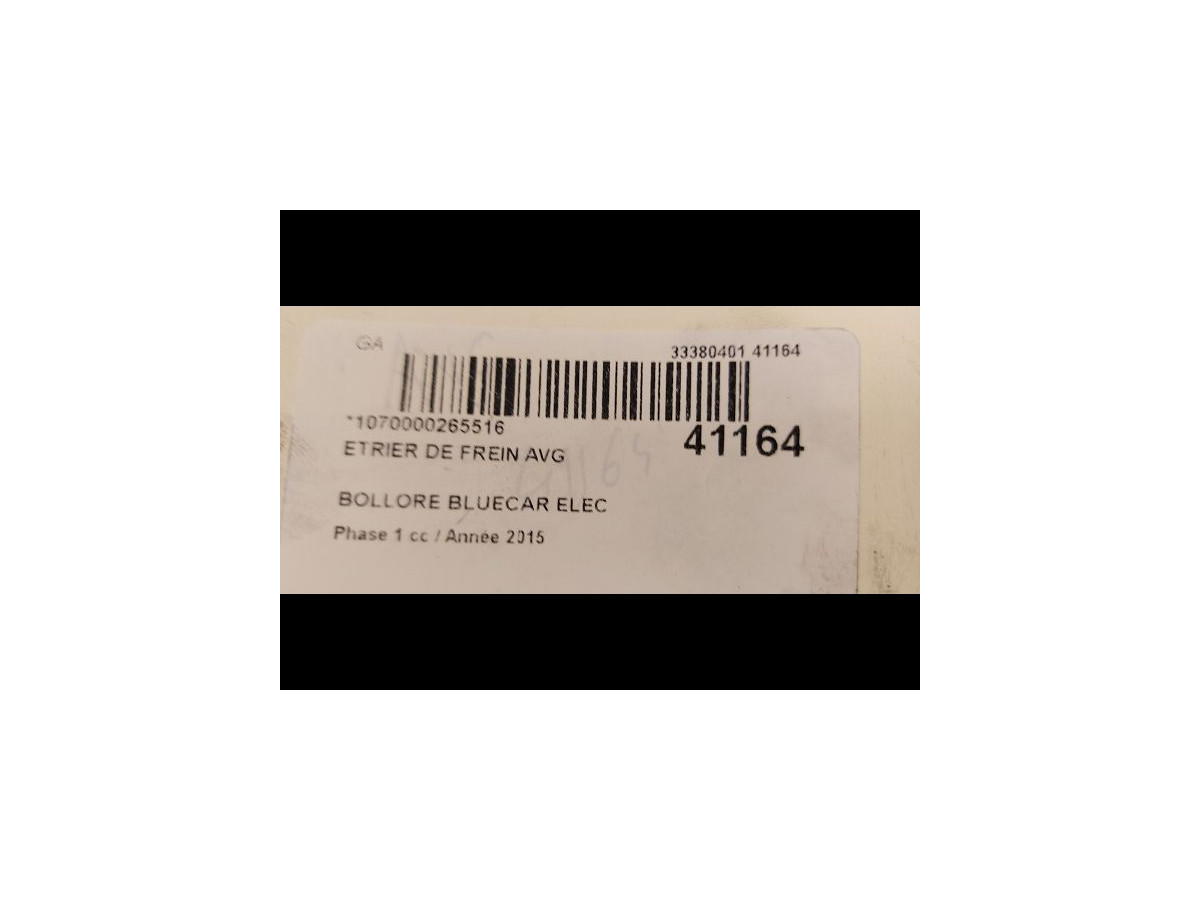 GA
33380401 41164
*1070000265516
41164
ETRIER DE FREIN AVG
BOLLORE BLUECAR ELEC
Phase 1 cc / Année 2015